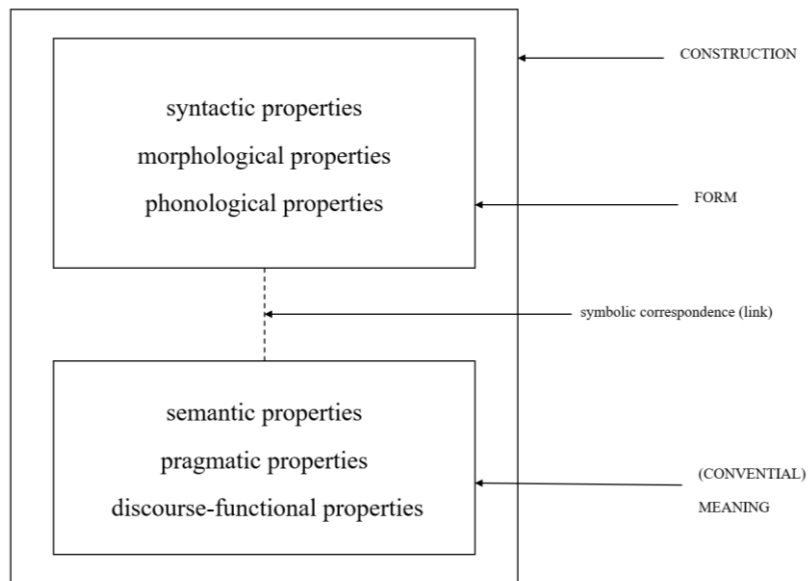 CONSTRUCTION
syntactic properties
morphological properties
phonological properties
FORM
symbolic correspondence (link)
semantic properties
pragmatic properties
discourse-functional properties
(CONVENTIAL)
MEANING